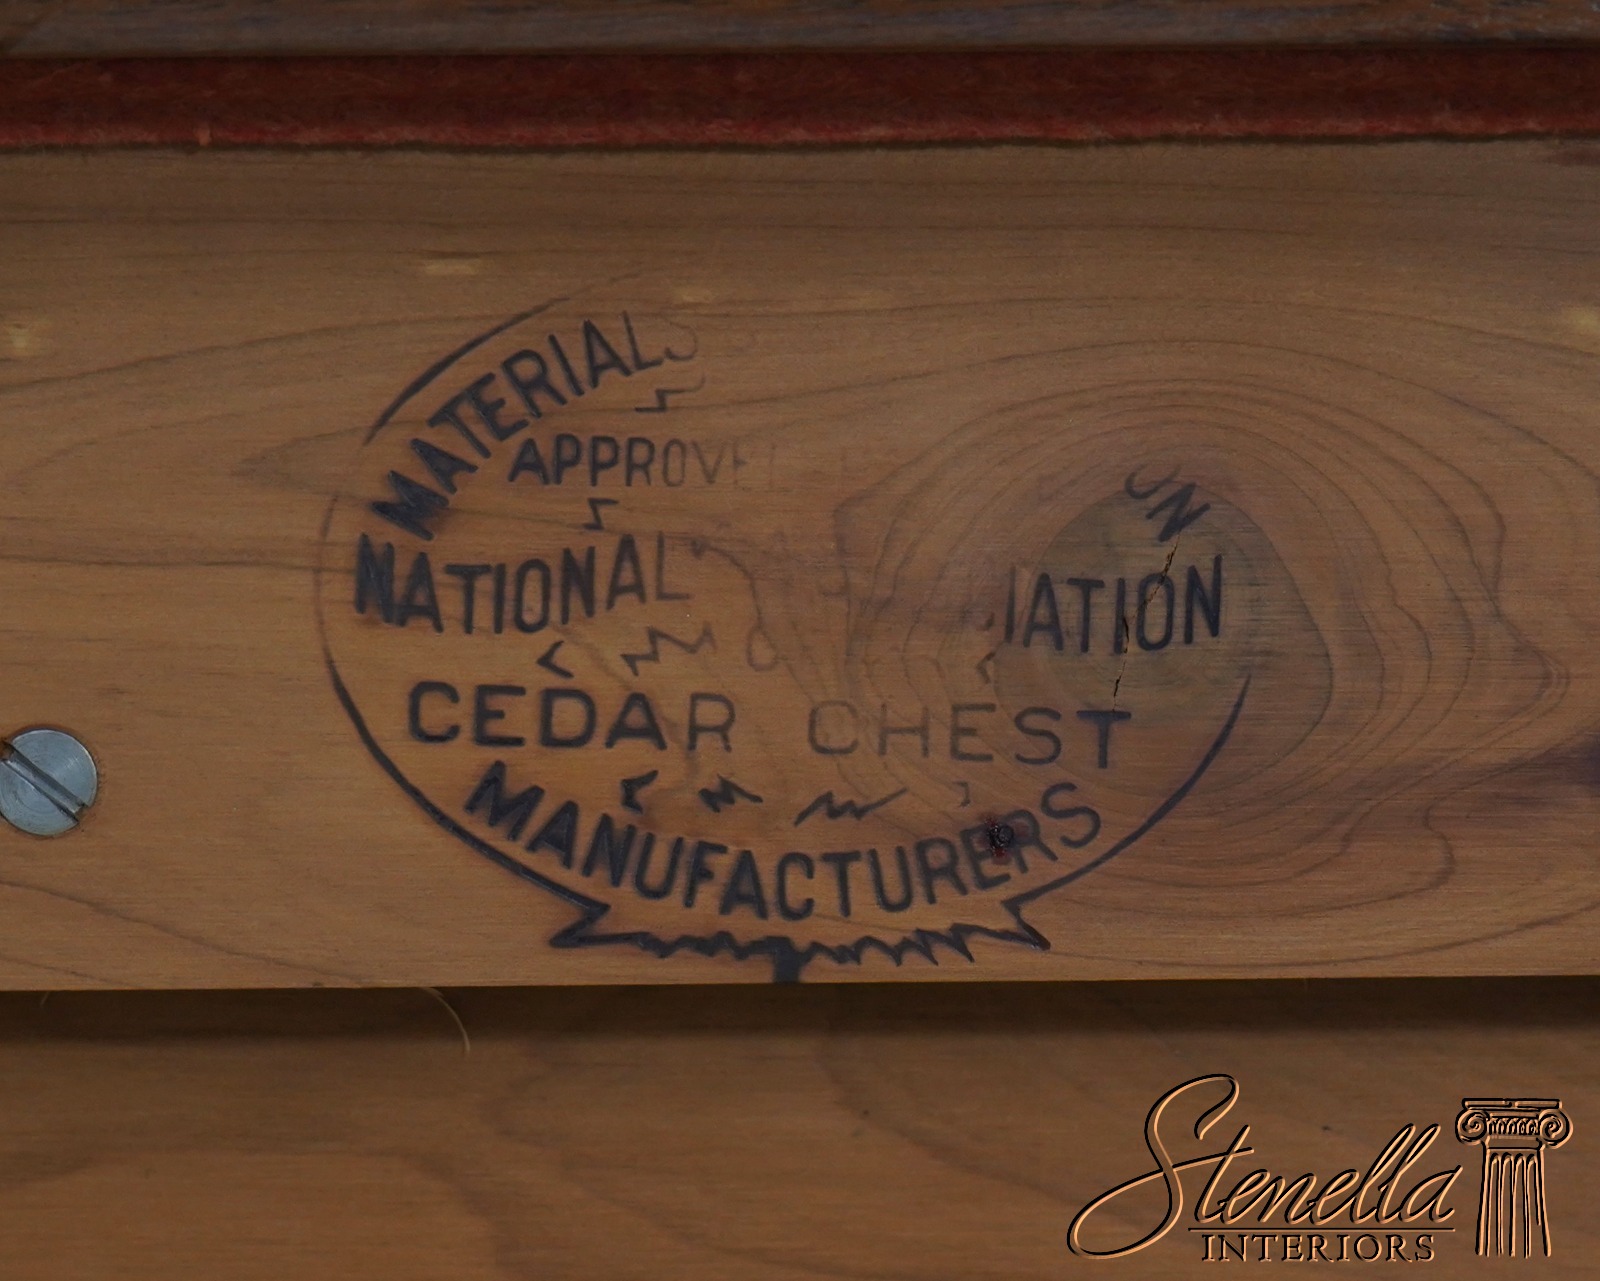 MATERIALS
APPROVE
NATIONAL IATION
CEDAR CHEST
MANUFACTURERS
Stenella
INTERIORS